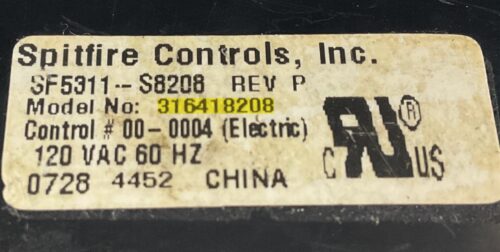 Spitfire Controls, Inc.
SF5311--S8208 REV P
Model No: 316418208
Control # 00-0004 (Electric)
120 VAC 60 HZ
0728 4452 CHINA
C RU ® US